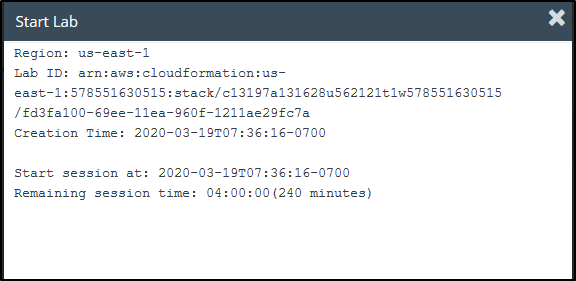 Start Lab
Region: us-east-1
Lab ID: arn:aws:cloudformation:us-
east-1:578551630515:stack/c13197a131628u562121t1w578551630515
/fd3fa100-69ee-11ea-960f-1211ae29fc7a
Creation Time: 2020-03-19T07:36:16-0700
Start session at: 2020-03-19T07:36:16-0700
Remaining session time: 04:00:00(240 minutes)